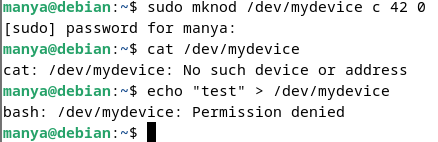 manya@debian:~$ sudo mknod /dev/mydevice c 42 0
[sudo] password for manya:
manya@debian:~$ cat /dev/mydevice
cat: /dev/mydevice: No such device or address
manya@debian:~$ echo "test" > /dev/mydevice
bash: /dev/mydevice: Permission denied
manya@debian:~$